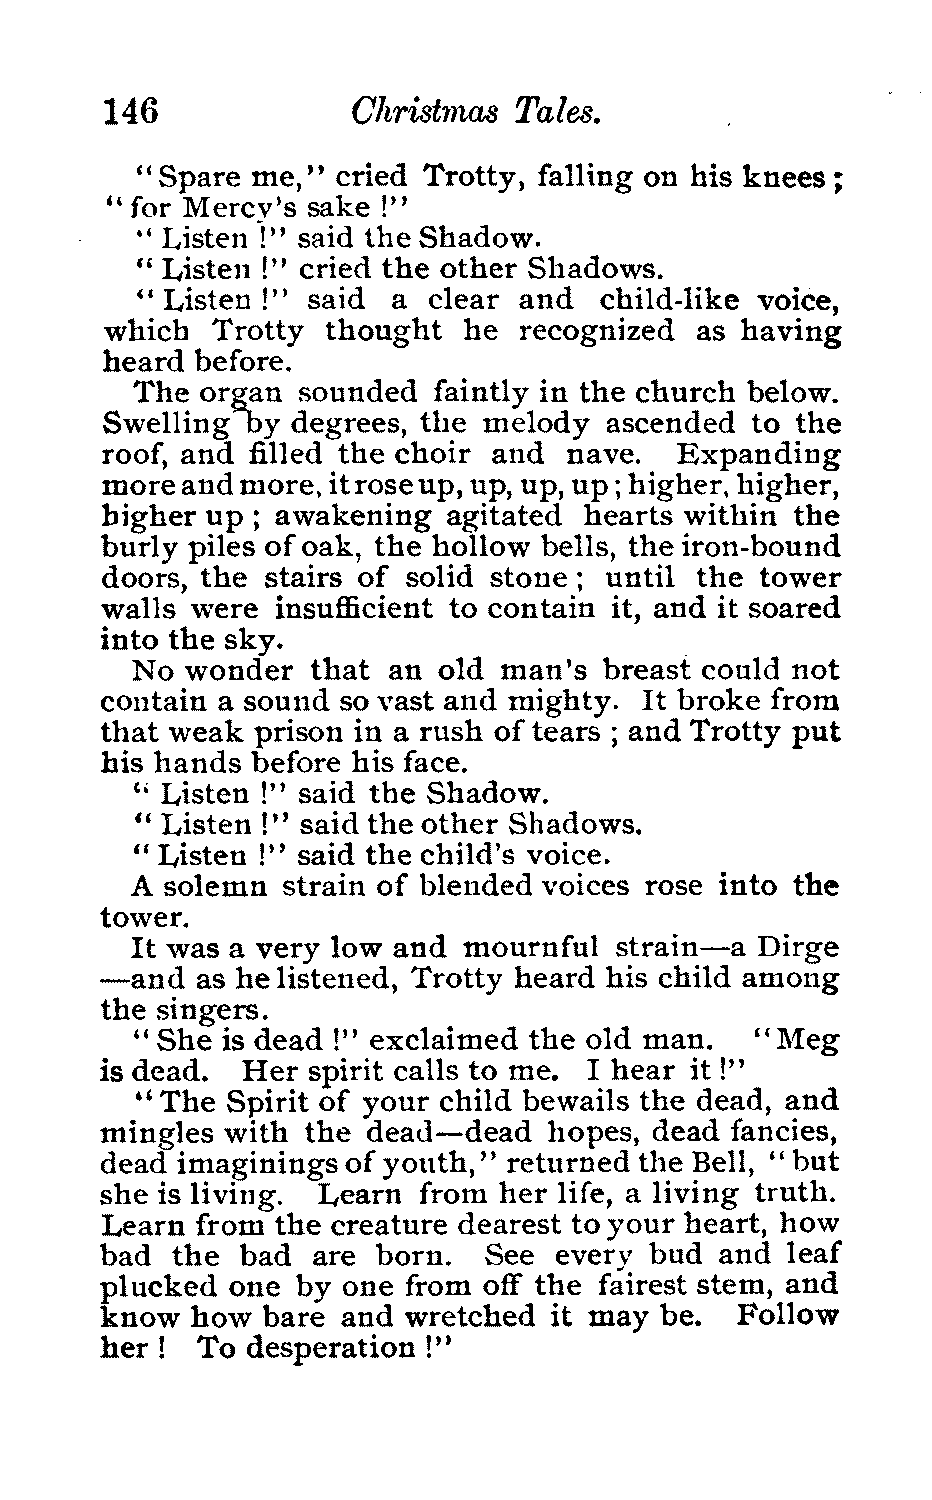 146 Christmas Tales.
"Spare me," cried Trotty, falling on his knees;
"for Mercy's sake!"
"Listen!" said the Shadow.
"Listen!" cried the other Shadows.
"Listen!" said a clear and child-like voice,
which Trotty thought he recognized as having
heard before.
The organ sounded faintly in the church below.
Swelling by degrees, the melody ascended to the
roof, and filled the choir and nave. Expanding
more and more, it rose up, up, up, up; higher, higher,
higher up; awakening agitated hearts within the
burly piles of oak, the hollow bells, the iron-bound
doors, the stairs of solid stone; until the tower
walls were insufficient to contain it, and it soared
into the sky.
No wonder that an old man's breast could not
contain a sound so vast and mighty. It broke from
that weak prison in a rush of tears; and Trotty put
his hands before his face.
"Listen!" said the Shadow.
"Listen!" said the other Shadows.
"Listen!" said the child's voice.
A solemn strain of blended voices rose into the
tower.
It was a very low and mournful strain—a Dirge
—and as he listened, Trotty heard his child among
the singers.
"She is dead!" exclaimed the old man. "Meg
is dead. Her spirit calls to me. I hear it!"
"The Spirit of your child bewails the dead, and
mingles with the dead—dead hopes, dead fancies,
dead imaginings of youth," returned the Bell, "but
she is living. Learn from her life, a living truth.
Learn from the creature dearest to your heart, how
bad the bad are born. See every bud and leaf
plucked one by one from off the fairest stem, and
know how bare and wretched it may be. Follow
her! To desperation!"